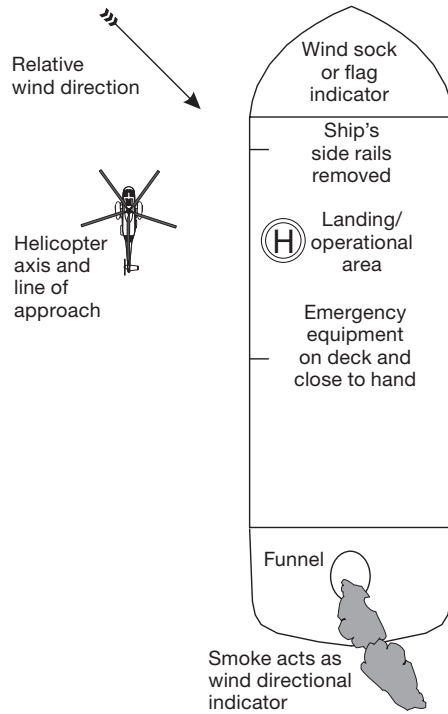 Wind sock
or flag
indicator
Relative
wind direction
Ship's
side rails
removed
H
Landing/
operational
area
Helicopter
axis and
line of
approach
Emergency
equipment
on deck and
close to hand
Funnel
Smoke acts as
wind directional
indicator